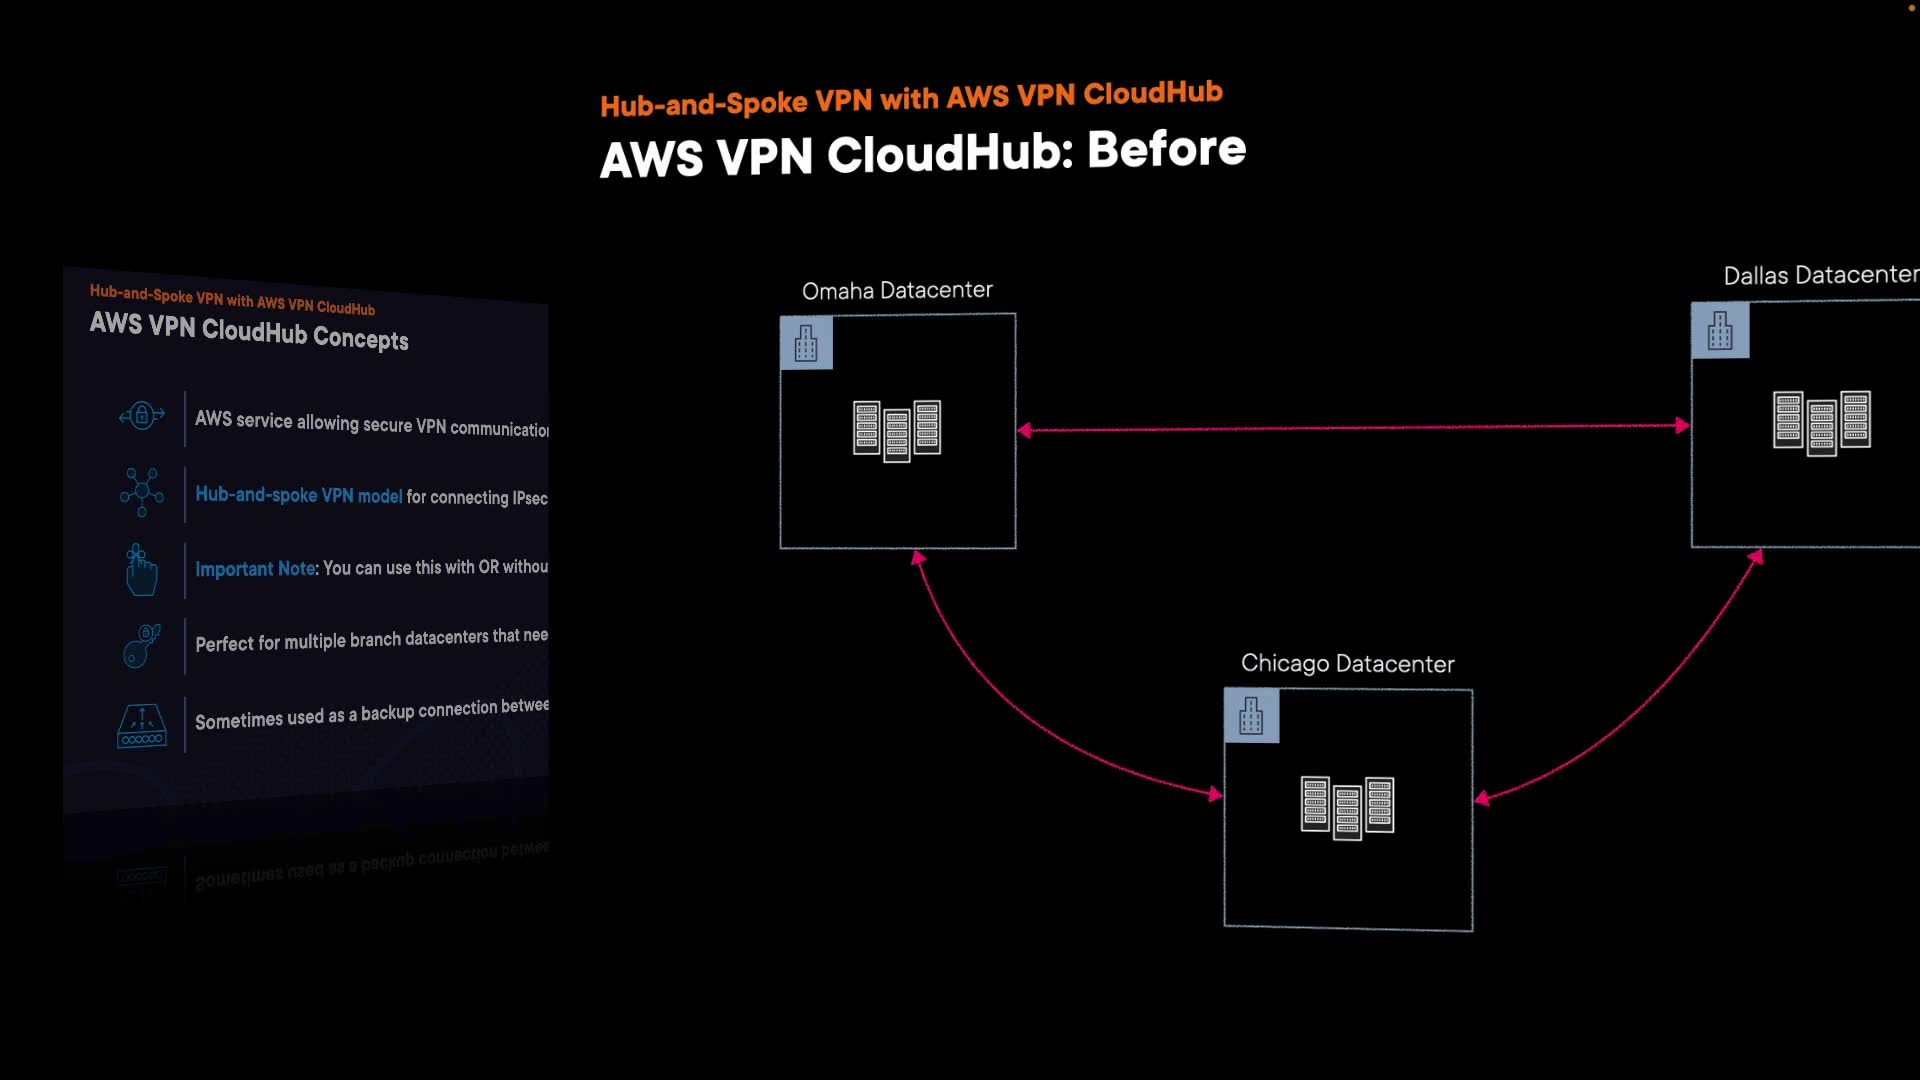 Hub-and-Spoke VPN with AWS VPN CloudHub
AWS VPN CloudHub: Before
Hub-and-Spoke VPN with AWS VPN CloudHub
AWS VPN CloudHub Concepts
AWS service allowing secure VPN communication
Hub-and-spoke VPN model for connecting IPsec
Important Note: You can use this with OR withou
Perfect for multiple branch datacenters that nee
Sometimes used as a backup connection betwee
Omaha Datacenter
Dallas Datacenter
Chicago Datacenter